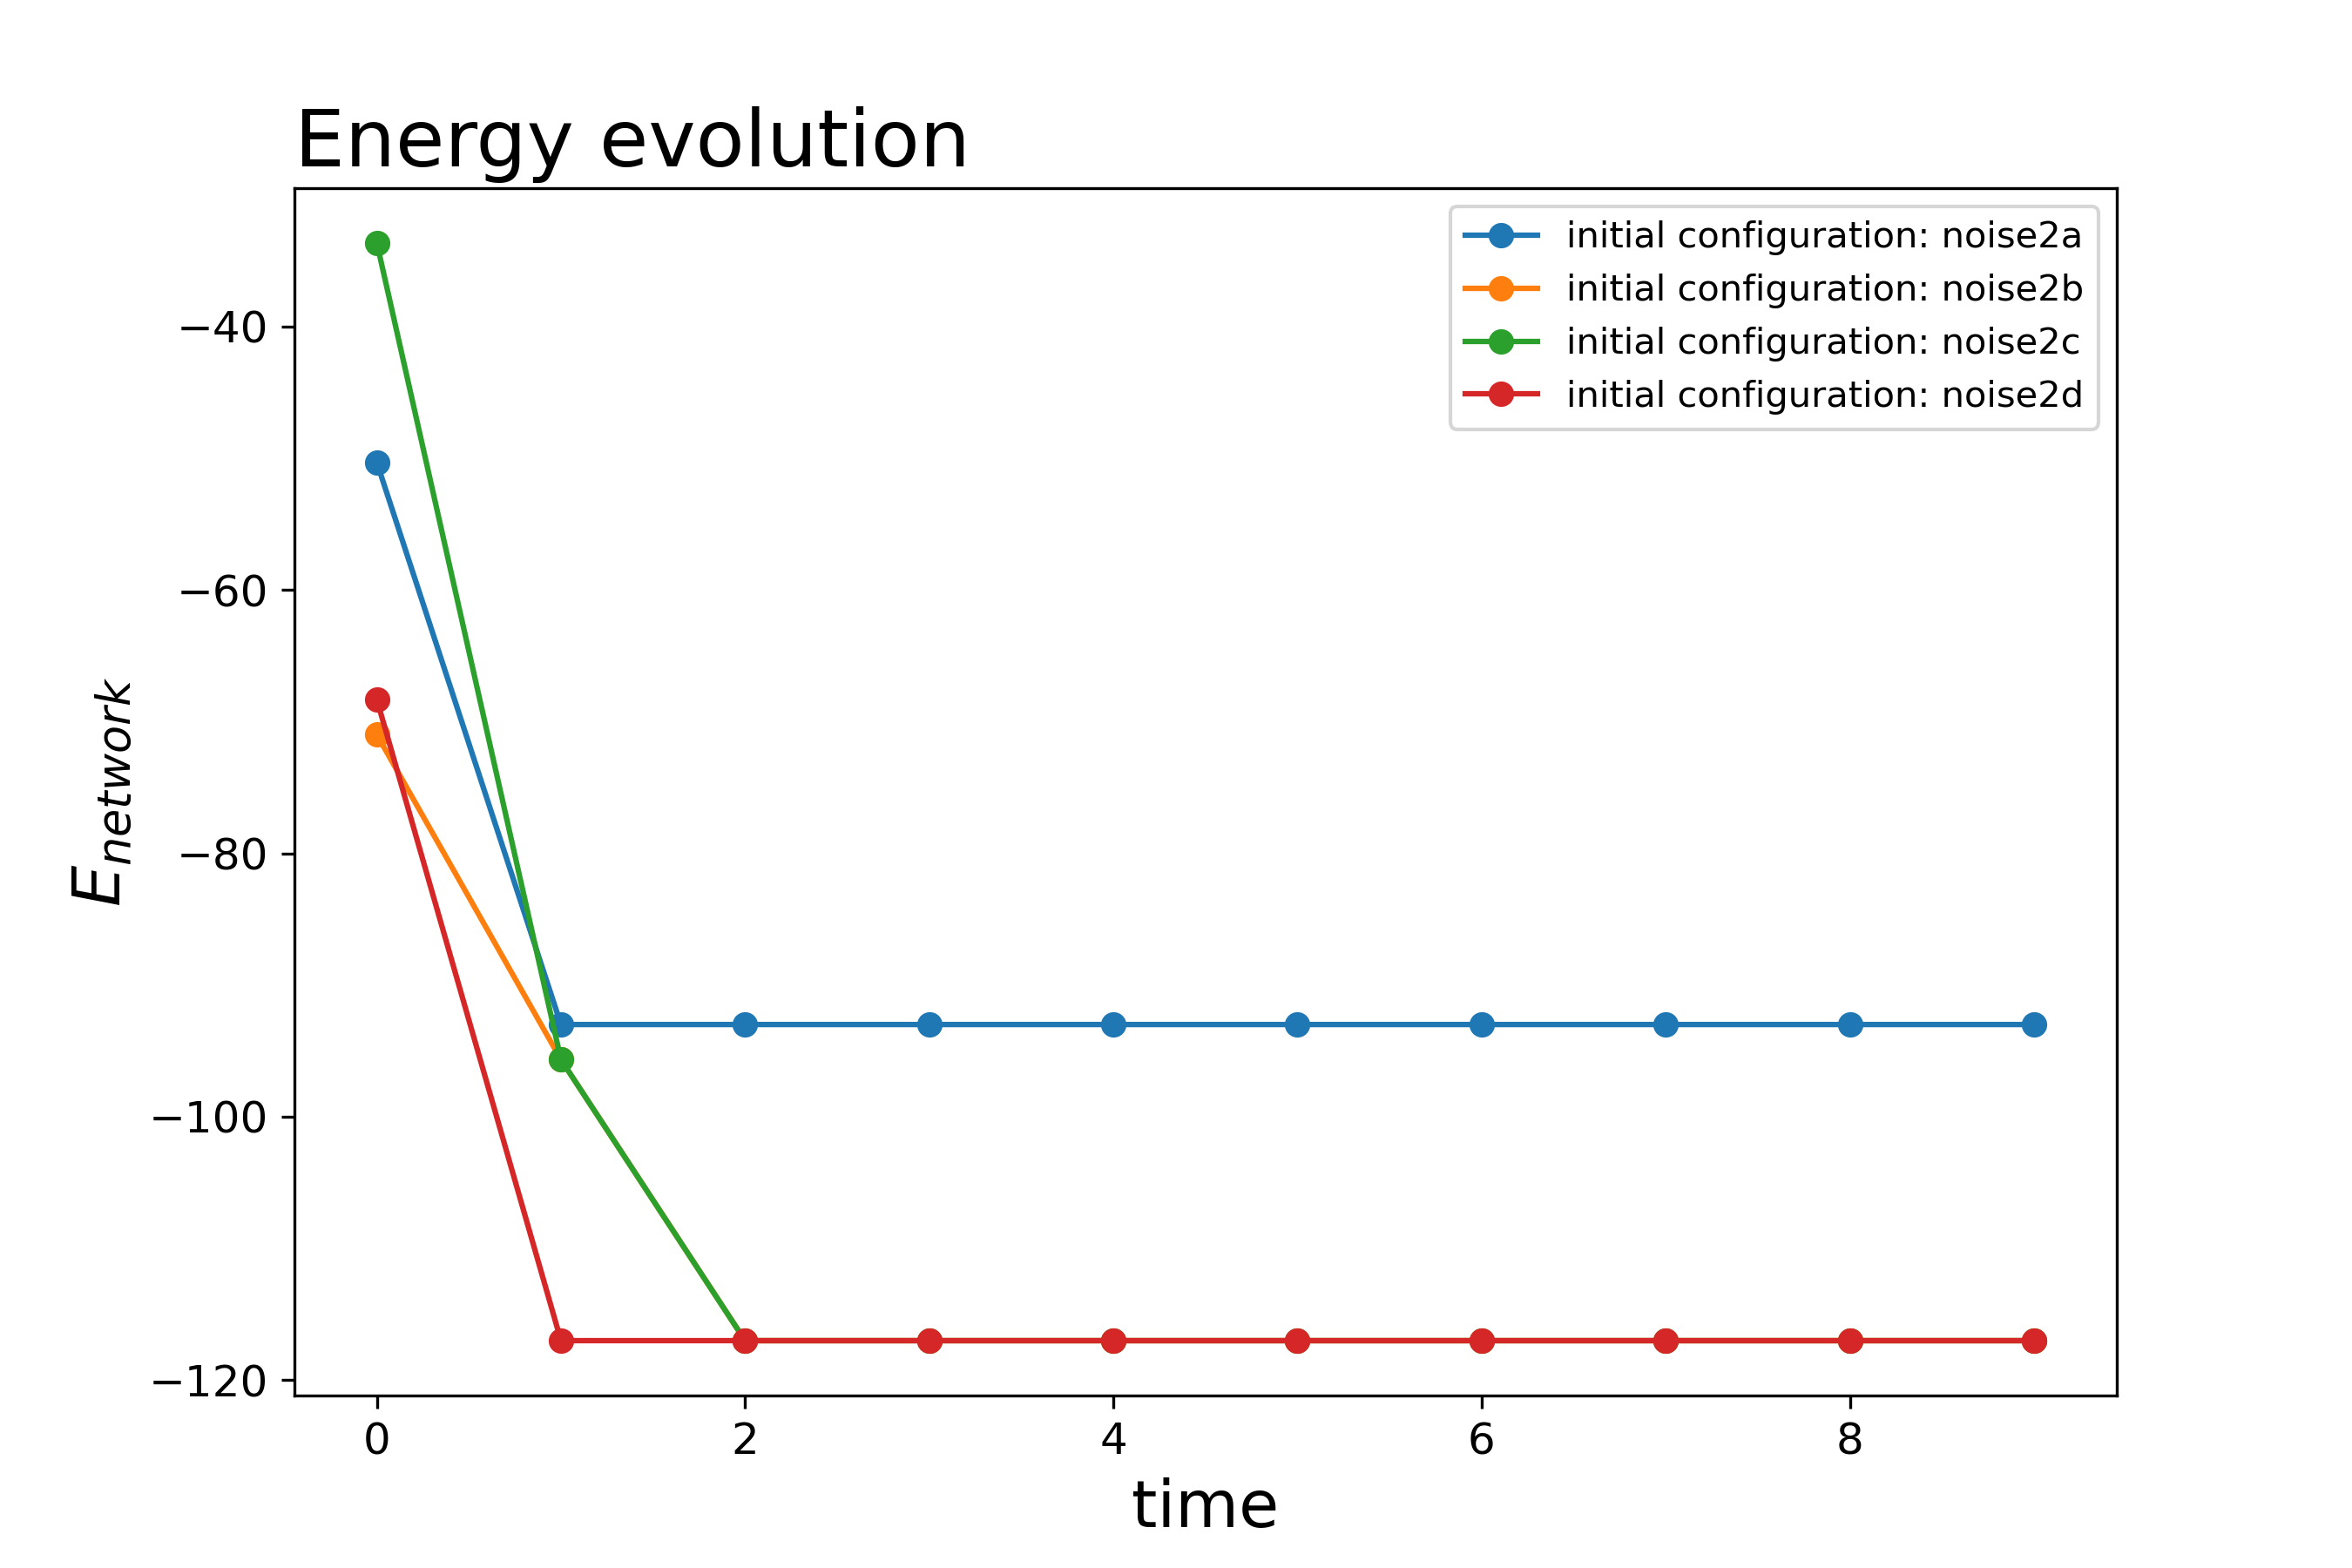 Energy evolution
initial configuration: noise2a
initial configuration: noise2b
initial configuration: noise2c
initial configuration: noise2d
−40
−60
−80
−100
−120
E_network
0 2 4 6 8
time